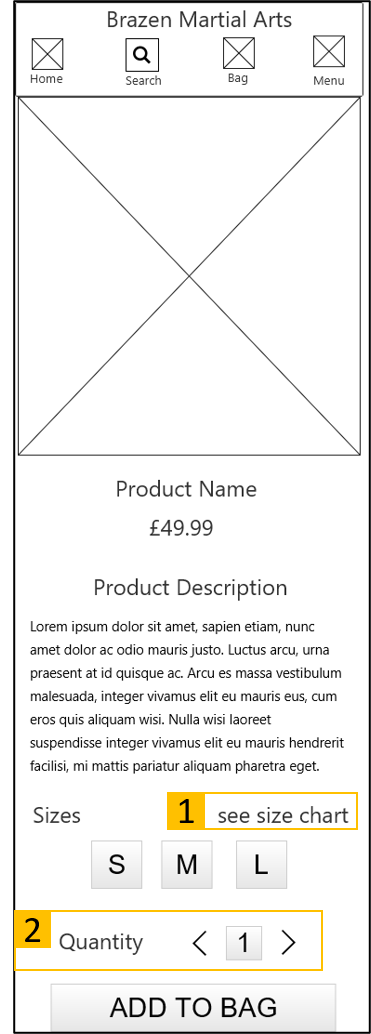 Brazen Martial Arts
Home Search Bag Menu
Product Name
£49.99
Product Description
Lorem ipsum dolor sit amet, sapien etiam, nunc
amet dolor ac odio mauris justo. Luctus arcu, urna
praesent at id quisque ac. Arcu es massa vestibulum
malesuada, integer vivamus elit eu mauris eus, cum
eros quis aliquam wisi. Nulla wisi laoreet
suspendisse integer vivamus elit eu mauris hendrerit
facilisi, mi mattis pariatur aliquam pharetra eget.
Sizes 1 see size chart
S M L
2 Quantity < 1 >
ADD TO BAG